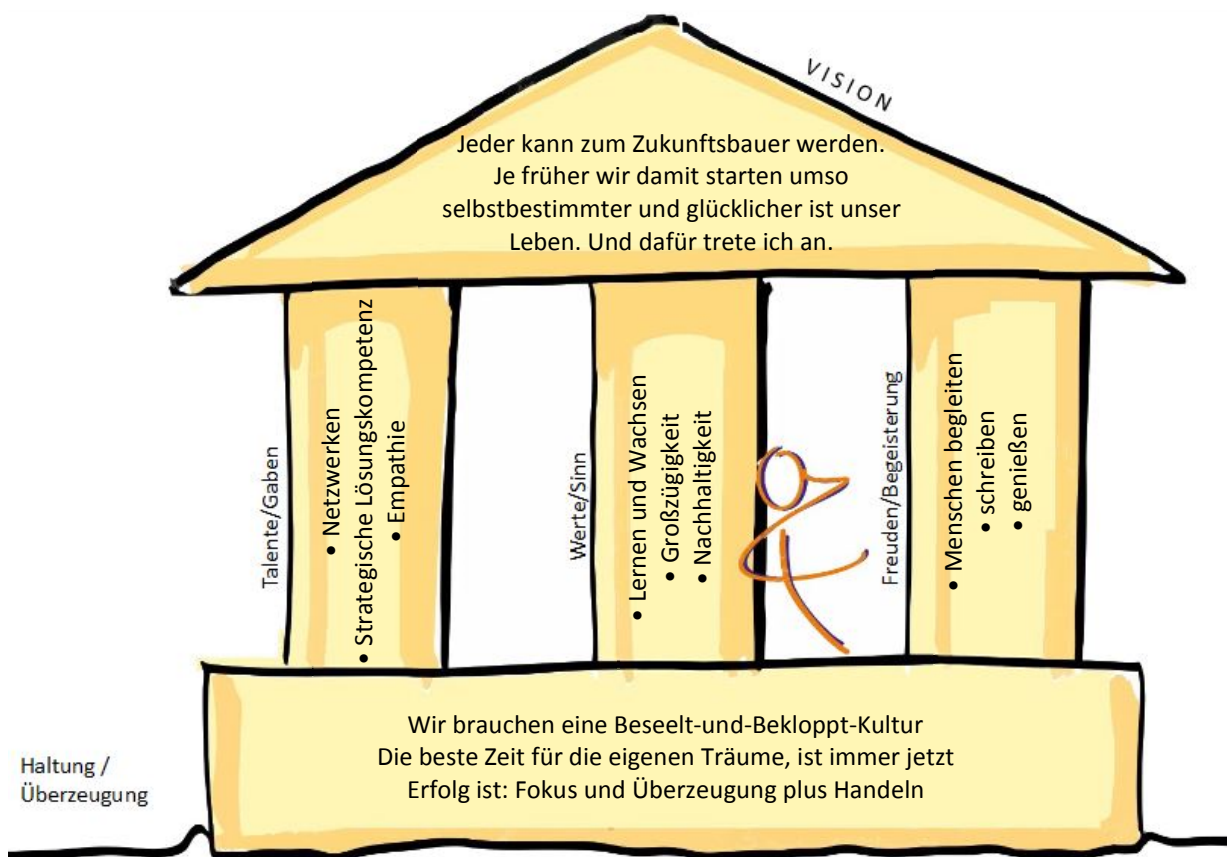 VISION
Jeder kann zum Zukunftsbauer werden.
Je früher wir damit starten umso
selbstbestimmter und glücklicher ist unser
Leben. Und dafür trete ich an.
Talente/Gaben
• Netzwerken
• Strategische Lösungskompetenz
• Empathie
Werte/Sinn
• Lernen und Wachsen
• Großzügigkeit
• Nachhaltigkeit
Freuden/Begeisterung
• Menschen begleiten
• schreiben
• genießen
Haltung /
Überzeugung
Wir brauchen eine Beseelt-und-Bekloppt-Kultur
Die beste Zeit für die eigenen Träume, ist immer jetzt
Erfolg ist: Fokus und Überzeugung plus Handeln